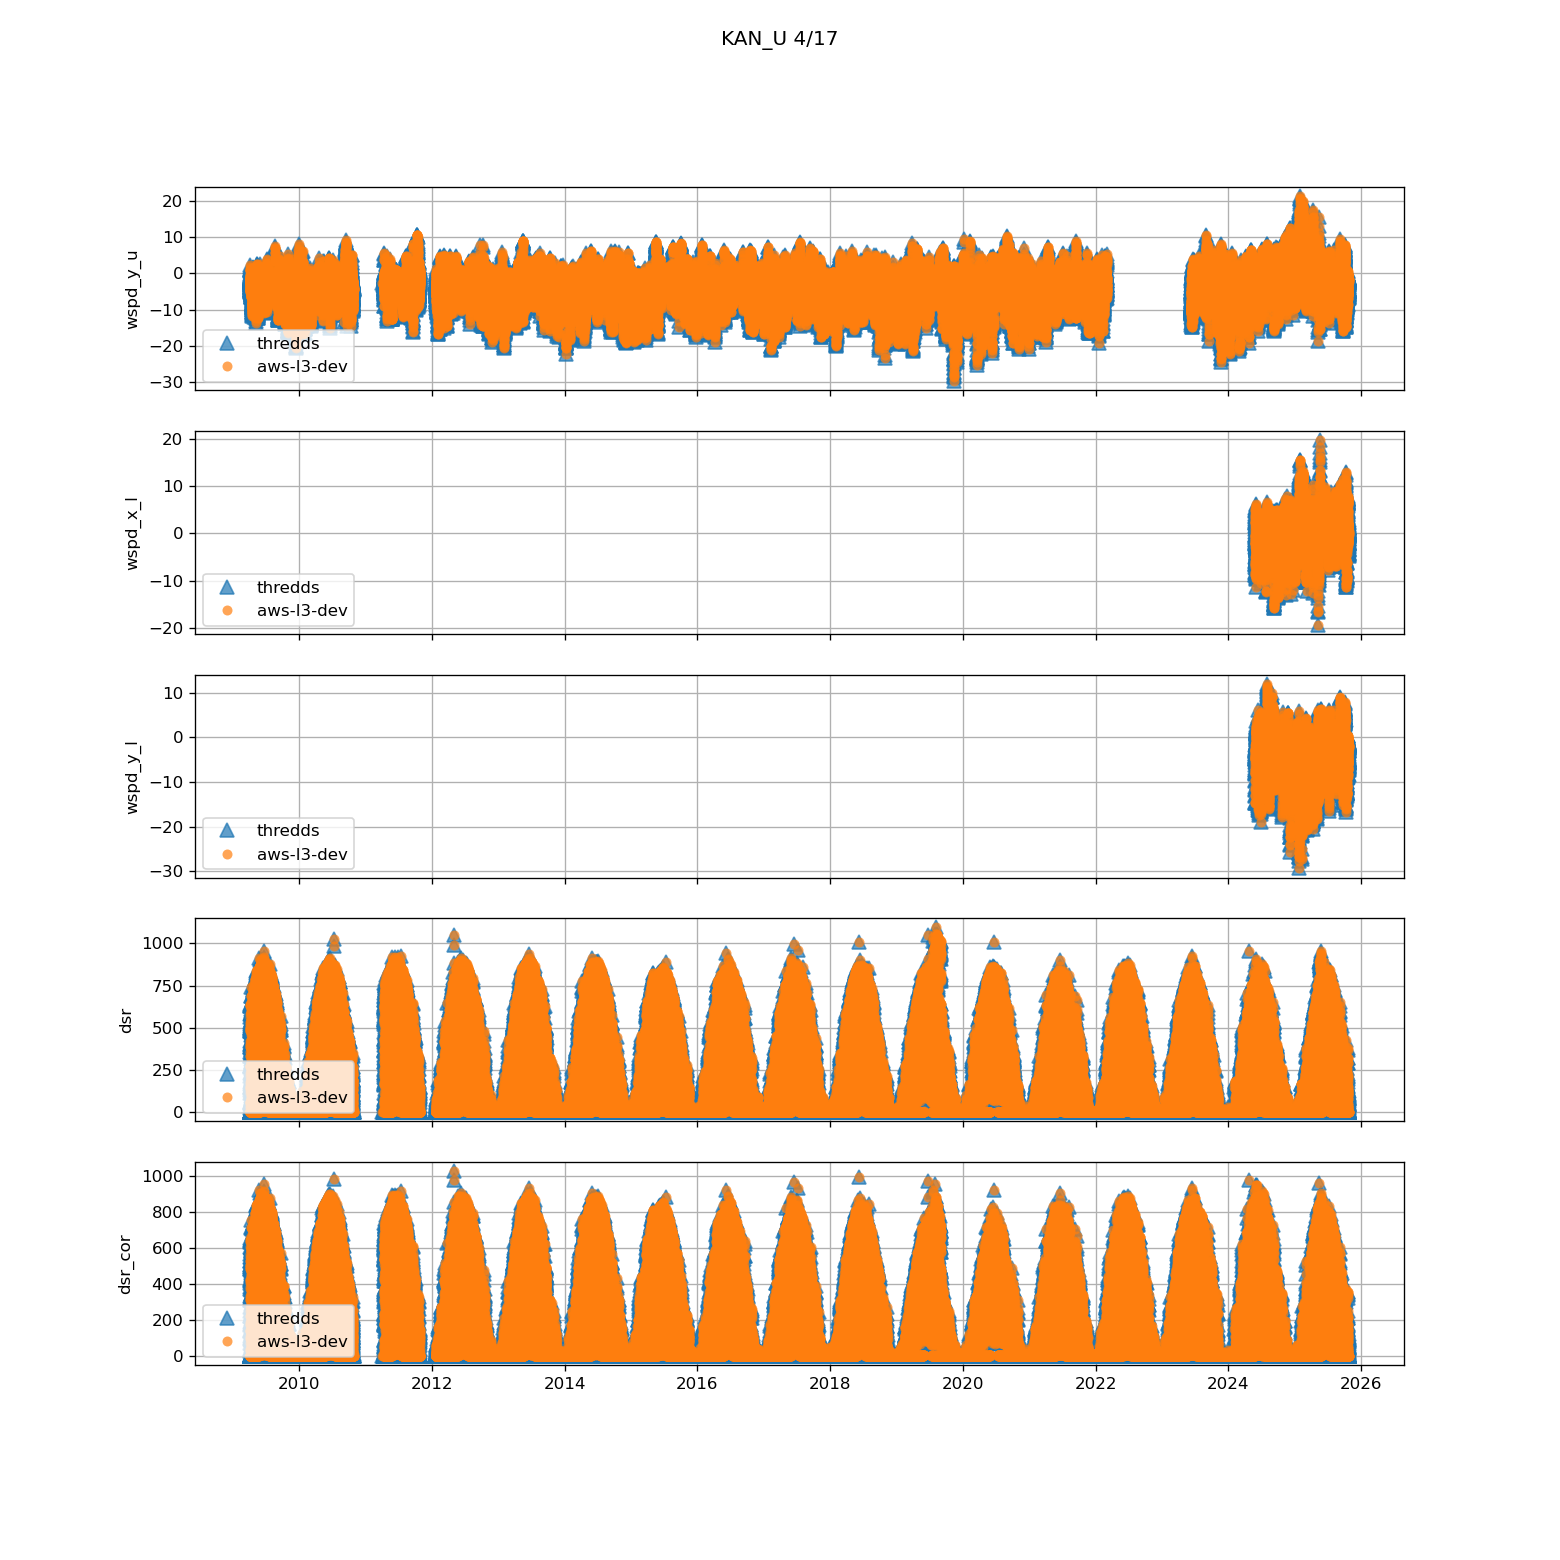 KAN_U 4/17
20
10
0
−10
−20
−30
wspd_y_u
thredds
aws-l3-dev
20
10
0
−10
−20
wspd_x_l
thredds
aws-l3-dev
10
0
−10
−20
−30
wspd_y_l
thredds
aws-l3-dev
1000
750
500
250
0
dsr
thredds
aws-l3-dev
1000
800
600
400
200
0
dsr_cor
thredds
aws-l3-dev
2010 2012 2014 2016 2018 2020 2022 2024 2026